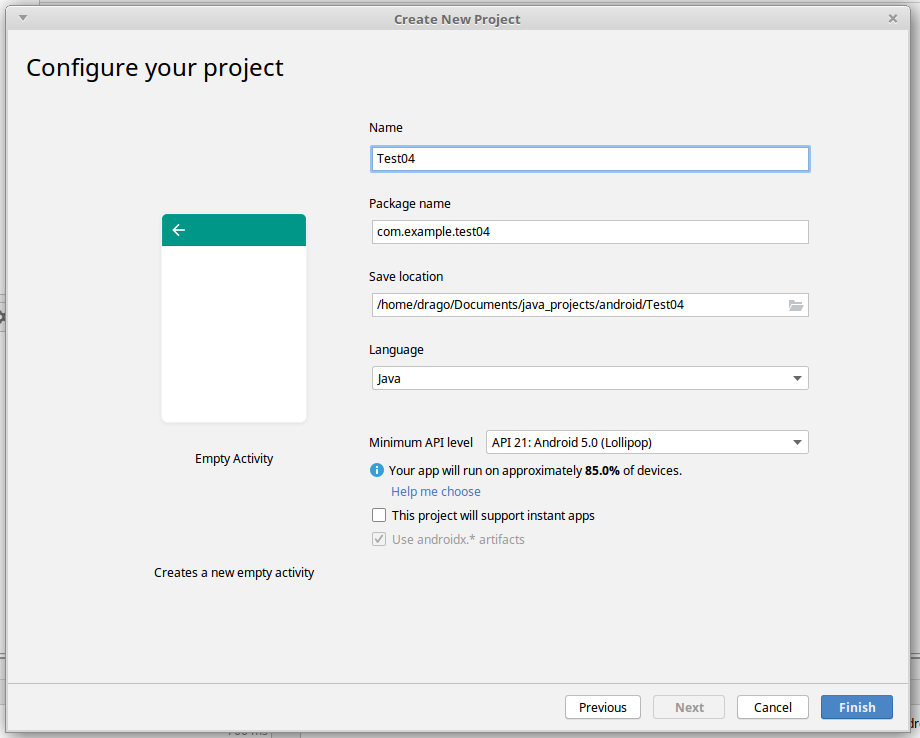 Create New Project
Configure your project
Name
Test04
Package name
com.example.test04
Save location
/home/drago/Documents/java_projects/android/Test04
Language
Java
Minimum API level API 21: Android 5.0 (Lollipop)
Your app will run on approximately 85.0% of devices.
Help me choose
This project will support instant apps
Use androidx.* artifacts
Empty Activity
Creates a new empty activity
Previous Next Cancel Finish